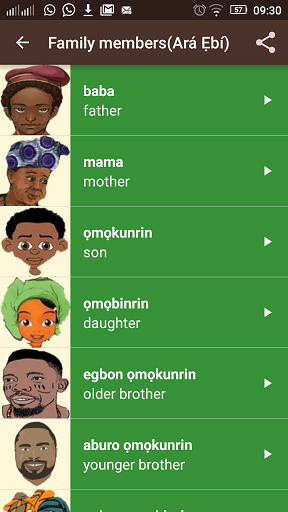 57
09:30
Family members(Ará Ẹbí)
baba
father
mama
mother
ọmọkunrin
son
ọmọbinrin
daughter
egbon ọmọkunrin
older brother
aburo ọmọkunrin
younger brother